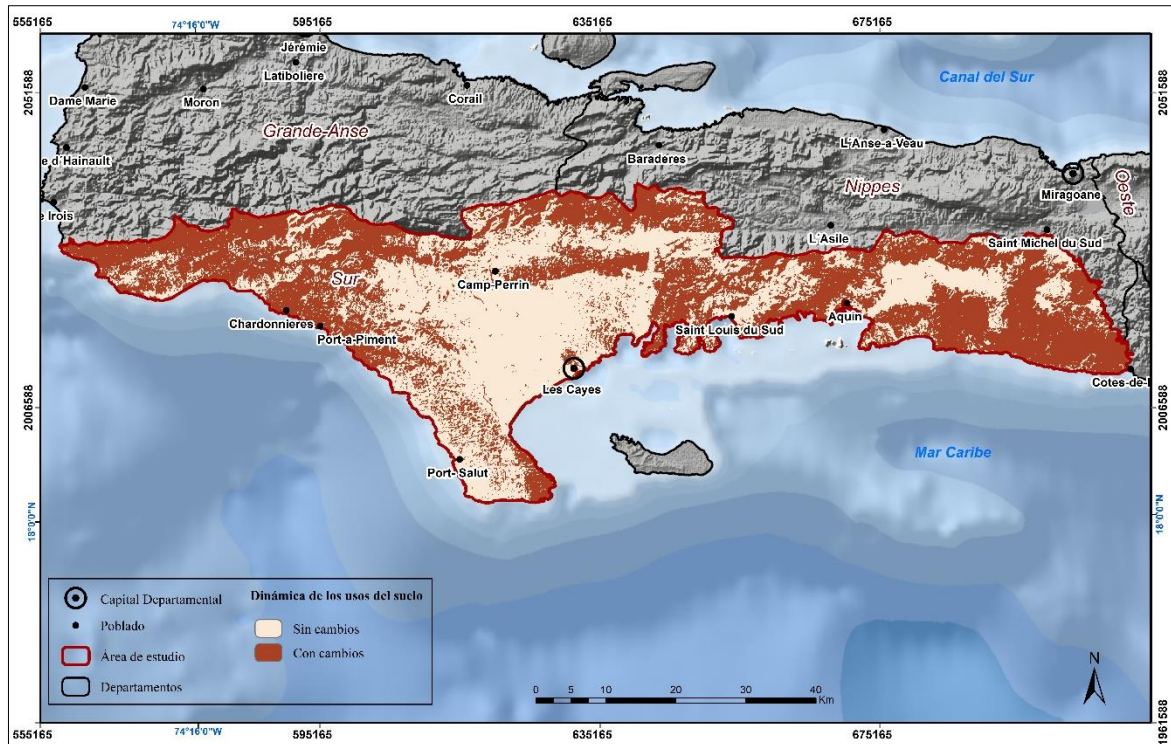 555165
74°16'0"W
595165
635165
675165
2051588
2051588
Canal del Sur
Jérémie
Latiboliere
Dame Marie
Moron
Corail
Grande-Anse
e d'Hainault
Baradères
L'Anse-a-Veau
Nippes
Miragoane
Oeste
e Irois
L'Asile
Saint Michel du Sud
Sur
Camp-Perrin
Chardonnieres
Port-a-Piment
Saint Louis du Sud
Aquin
Les Cayes
Cotes-de-
2006588
2006588
Port- Salut
Mar Caribe
18°0'0"N
18°0'0"N
Capital Departamental
Poblado
Área de estudio
Departamentos
Dinámica de los usos del suelo
Sin cambios
Con cambios
0 5 10 20 30 40
Km
N
1961588
555165
74°16'0"W
595165
635165
675165